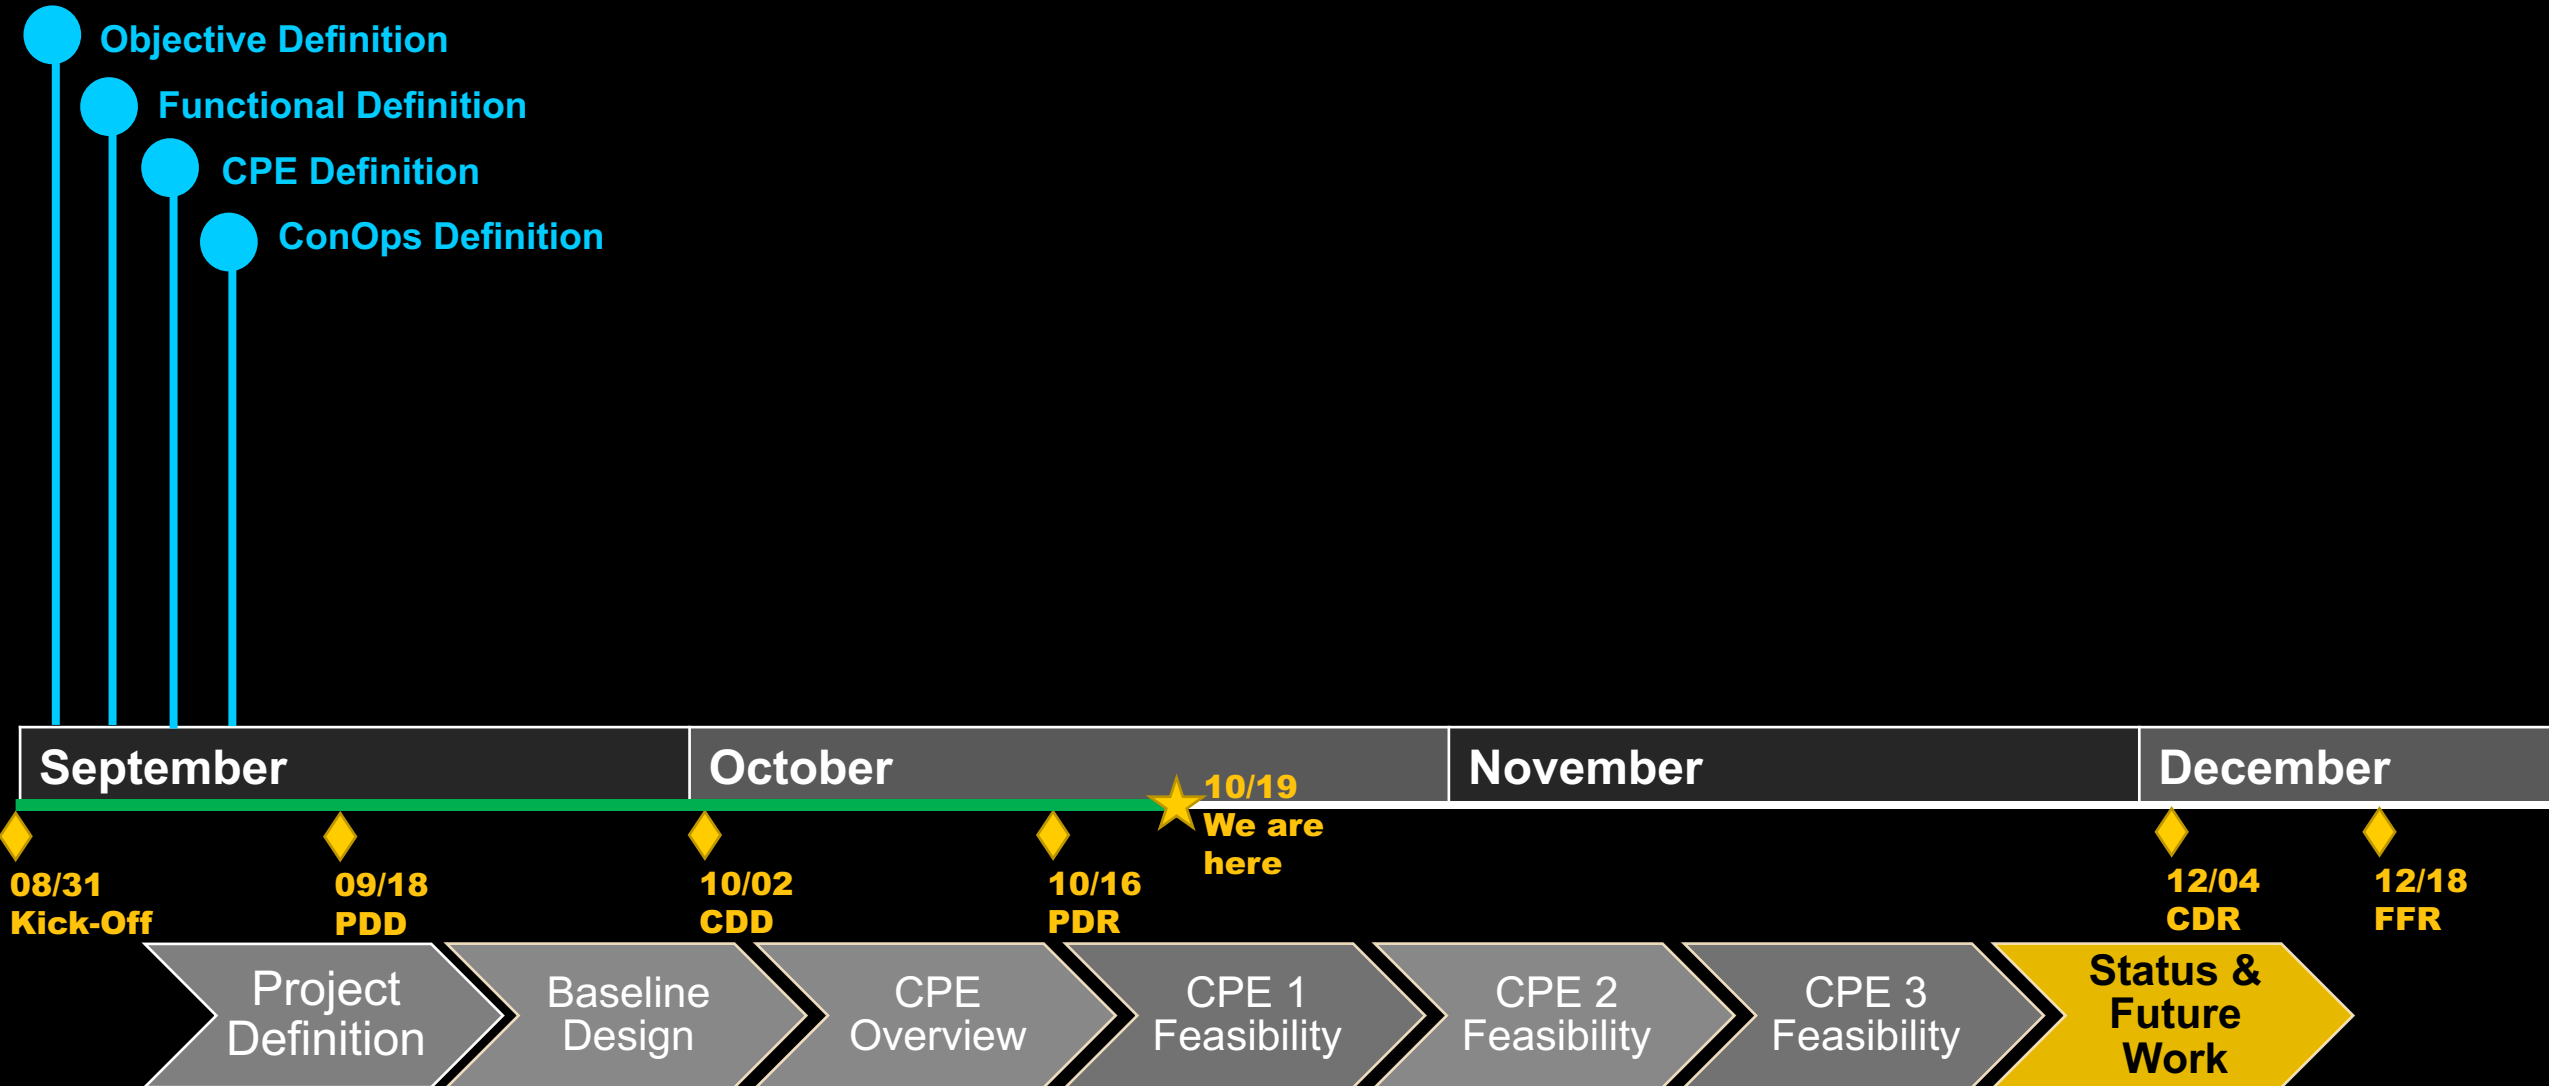 Objective Definition
Functional Definition
CPE Definition
ConOps Definition
September
October
November
December
10/19
We are
here
08/31
Kick-Off
09/18
PDD
10/02
CDD
10/16
PDR
12/04
CDR
12/18
FFR
Project
Definition
Baseline
Design
CPE
Overview
CPE 1
Feasibility
CPE 2
Feasibility
CPE 3
Feasibility
Status &
Future
Work